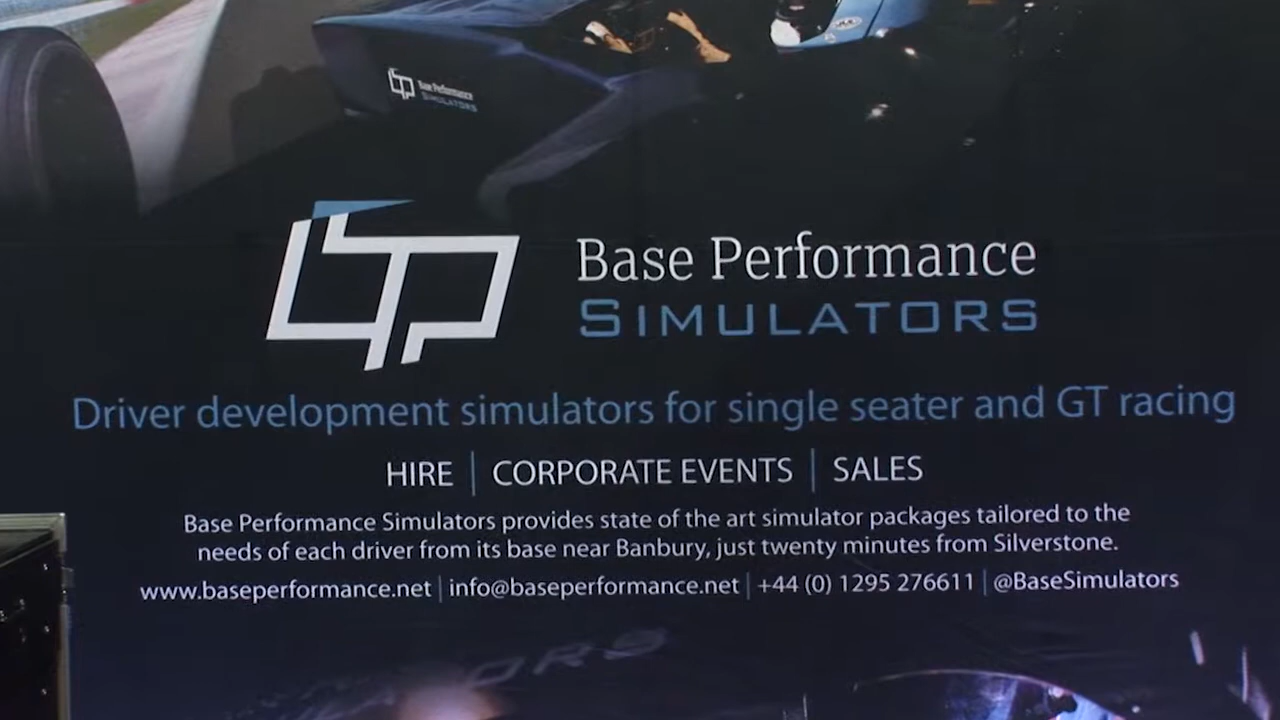 Base Performance
SIMULATORS
Base Performance
SIMULATORS
Driver development simulators for single seater and GT racing
HIRE | CORPORATE EVENTS | SALES
Base Performance Simulators provides state of the art simulator packages tailored to the
needs of each driver from its base near Banbury, just twenty minutes from Silverstone.
www.baseperformance.net | info@baseperformance.net | +44 (0) 1295 276611 | @BaseSimulators